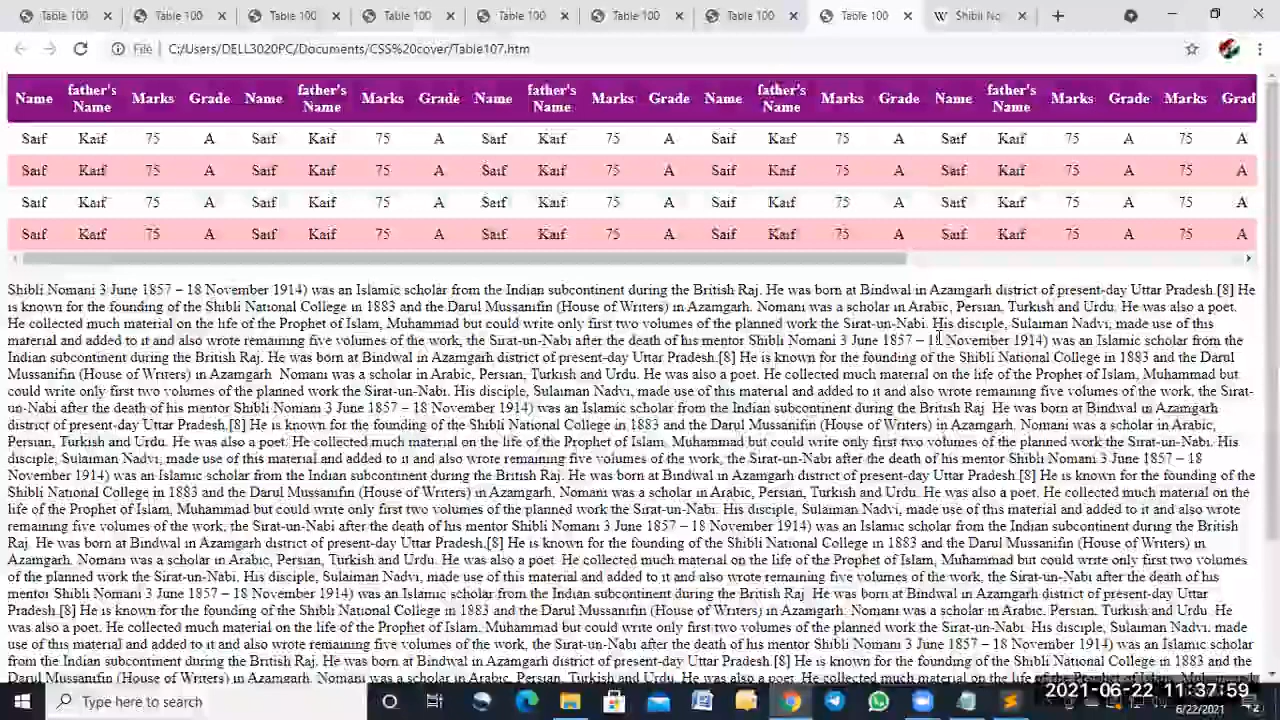 Table 100 Table 100 Table 100 Table 100 Table 100 Table 100 Table 100 Table 100 Shibli No
File C:/Users/DELL3020PC/Documents/CSS%20cover/Table107.htm
Name father's Name Marks Grade Name father's Name Marks Grade Name father's Name Marks Grade Name father's Name Marks Grade Name father's Name Marks Grade Marks Grad
Saif Kaif 75 A Saif Kaif 75 A Saif Kaif 75 A Saif Kaif 75 A Saif Kaif 75 A 75 A
Saif Kaif 75 A Saif Kaif 75 A Saif Kaif 75 A Saif Kaif 75 A Saif Kaif 75 A 75 A
Saif Kaif 75 A Saif Kaif 75 A Saif Kaif 75 A Saif Kaif 75 A Saif Kaif 75 A 75 A
Saif Kaif 75 A Saif Kaif 75 A Saif Kaif 75 A Saif Kaif 75 A Saif Kaif 75 A 75 A
Shibli Nomani 3 June 1857 – 18 November 1914) was an Islamic scholar from the Indian subcontinent during the British Raj. He was born at Bindwal in Azamgarh district of present-day Uttar Pradesh.[8] He
is known for the founding of the Shibli National College in 1883 and the Darul Mussanifin (House of Writers) in Azamgarh. Nomani was a scholar in Arabic, Persian, Turkish and Urdu. He was also a poet.
He collected much material on the life of the Prophet of Islam, Muhammad but could write only first two volumes of the planned work the Sirat-un-Nabi. His disciple, Sulaiman Nadvi, made use of this
material and added to it and also wrote remaining five volumes of the work, the Sirat-un-Nabi after the death of his mentor Shibli Nomani 3 June 1857 – 18 November 1914) was an Islamic scholar from the
Indian subcontinent during the British Raj. He was born at Bindwal in Azamgarh district of present-day Uttar Pradesh.[8] He is known for the founding of the Shibli National College in 1883 and the Darul
Mussanifin (House of Writers) in Azamgarh. Nomani was a scholar in Arabic, Persian, Turkish and Urdu. He was also a poet. He collected much material on the life of the Prophet of Islam, Muhammad but
could write only first two volumes of the planned work the Sirat-un-Nabi. His disciple, Sulaiman Nadvi, made use of this material and added to it and also wrote remaining five volumes of the work, the Sirat-
un-Nabi after the death of his mentor Shibli Nomani 3 June 1857 – 18 November 1914) was an Islamic scholar from the Indian subcontinent during the British Raj. He was born at Bindwal in Azamgarh
district of present-day Uttar Pradesh.[8] He is known for the founding of the Shibli National College in 1883 and the Darul Mussanifin (House of Writers) in Azamgarh. Nomani was a scholar in Arabic,
Persian, Turkish and Urdu. He was also a poet. He collected much material on the life of the Prophet of Islam, Muhammad but could write only first two volumes of the planned work the Sirat-un-Nabi. His
disciple, Sulaiman Nadvi, made use of this material and added to it and also wrote remaining five volumes of the work, the Sirat-un-Nabi after the death of his mentor Shibli Nomani 3 June 1857 – 18
November 1914) was an Islamic scholar from the Indian subcontinent during the British Raj. He was born at Bindwal in Azamgarh district of present-day Uttar Pradesh.[8] He is known for the founding of the
Shibli National College in 1883 and the Darul Mussanifin (House of Writers) in Azamgarh. Nomani was a scholar in Arabic, Persian, Turkish and Urdu. He was also a poet. He collected much material on the
life of the Prophet of Islam, Muhammad but could write only first two volumes of the planned work the Sirat-un-Nabi. His disciple, Sulaiman Nadvi, made use of this material and added to it and also wrote
remaining five volumes of the work, the Sirat-un-Nabi after the death of his mentor Shibli Nomani 3 June 1857 – 18 November 1914) was an Islamic scholar from the Indian subcontinent during the British
Raj. He was born at Bindwal in Azamgarh district of present-day Uttar Pradesh.[8] He is known for the founding of the Shibli National College in 1883 and the Darul Mussanifin (House of Writers) in
Azamgarh. Nomani was a scholar in Arabic, Persian, Turkish and Urdu. He was also a poet. He collected much material on the life of the Prophet of Islam, Muhammad but could write only first two volumes
of the planned work the Sirat-un-Nabi. His disciple, Sulaiman Nadvi, made use of this material and added to it and also wrote remaining five volumes of the work, the Sirat-un-Nabi after the death of his
mentor Shibli Nomani 3 June 1857 – 18 November 1914) was an Islamic scholar from the Indian subcontinent during the British Raj. He was born at Bindwal in Azamgarh district of present-day Uttar
Pradesh.[8] He is known for the founding of the Shibli National College in 1883 and the Darul Mussanifin (House of Writers) in Azamgarh. Nomani was a scholar in Arabic, Persian, Turkish and Urdu. He
was also a poet. He collected much material on the life of the Prophet of Islam, Muhammad but could write only first two volumes of the planned work the Sirat-un-Nabi. His disciple, Sulaiman Nadvi, made
use of this material and added to it and also wrote remaining five volumes of the work, the Sirat-un-Nabi after the death of his mentor Shibli Nomani 3 June 1857 – 18 November 1914) was an Islamic scholar
from the Indian subcontinent during the British Raj. He was born at Bindwal in Azamgarh district of present-day Uttar Pradesh.[8] He is known for the founding of the Shibli National College in 1883 and the
Darul Mussanifin (House of Writers) in Azamgarh. Nomani was a scholar in Arabic, Persian, Turkish and Urdu. He was also a poet. He collected much material on the life of the Prophet of Islam, Muhammad
Type here to search
2021-06-22 11:37:59
6/22/2021